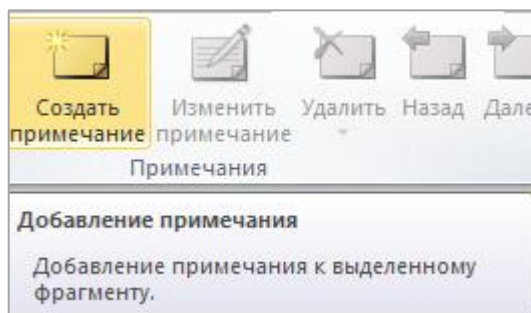 Создать Изменить Удалить Назад Дале
примечание примечание
Примечания
Добавление примечания
Добавление примечания к выделенному
фрагменту.